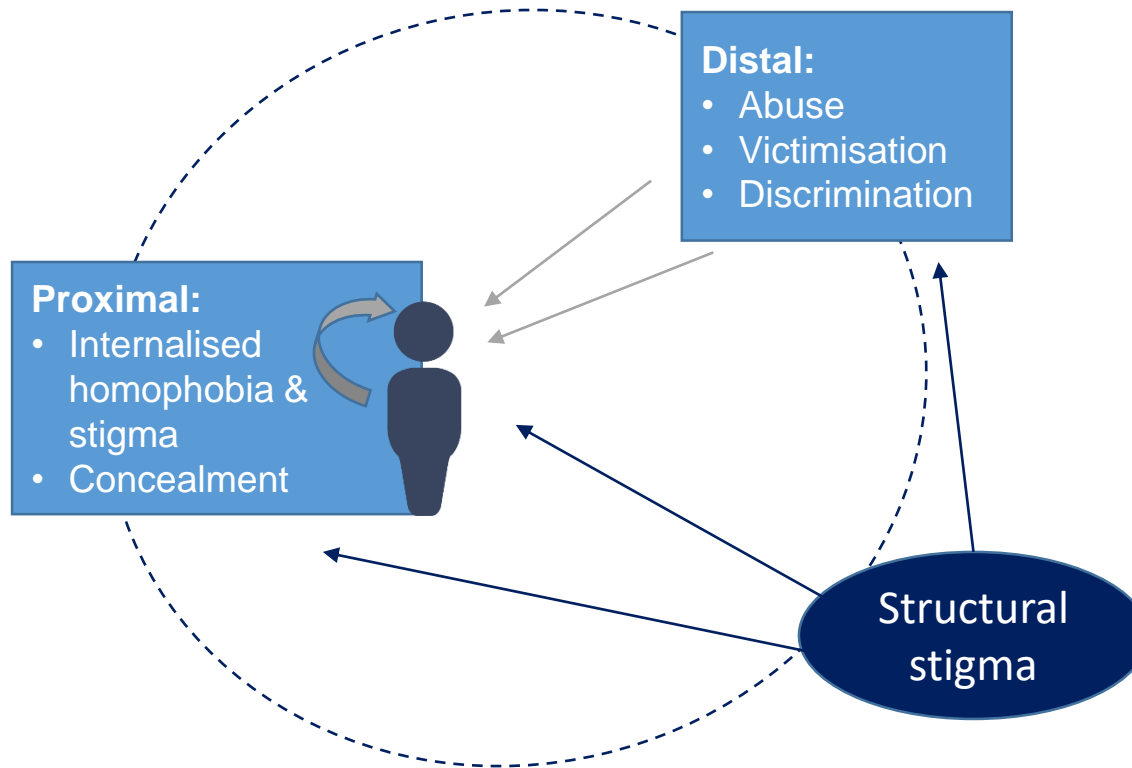 Distal:
• Abuse
• Victimisation
• Discrimination
Proximal:
• Internalised
homophobia &
stigma
• Concealment
Structural
stigma